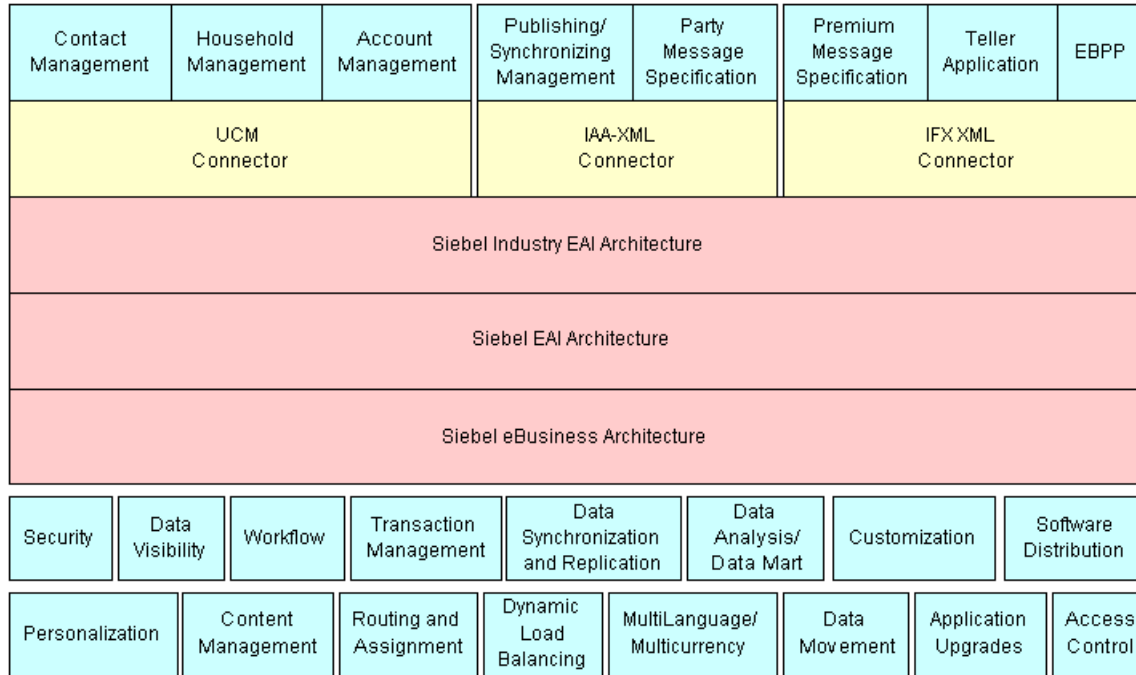 Contact
Management
Household
Management
Account
Management
Publishing/
Synchronizing
Management
Party
Message
Specification
Premium
Message
Specification
Teller
Application
EBPP
UCM
Connector
IAA-XML
Connector
IFX XML
Connector
Siebel Industry EAI Architecture
Siebel EAI Architecture
Siebel eBusiness Architecture
Security
Data
Visibility
Workflow
Transaction
Management
Data
Synchronization
and Replication
Data
Analysis/
Data Mart
Customization
Software
Distribution
Personalization
Content
Management
Routing and
Assignment
Dynamic
Load
Balancing
MultiLanguage/
Multicurrency
Data
Movement
Application
Upgrades
Access
Control